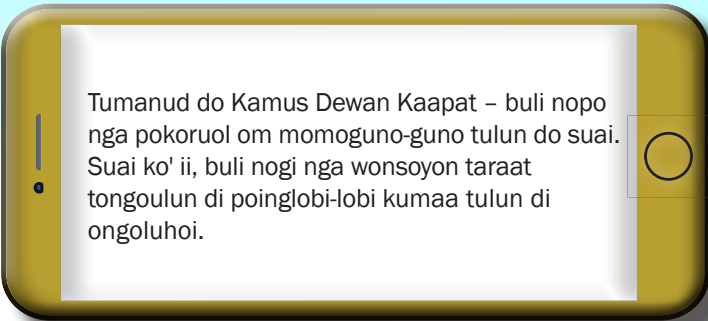 Tumanud do Kamus Dewan Kaapat – buli nopo
nga pokoruol om momoguno-guno tulun do suai.
Suai ko' ii, buli nogi nga wonsoyon taraat
tongoulun di poinglobi-lobi kumaa tulun di
ongoluhoi.